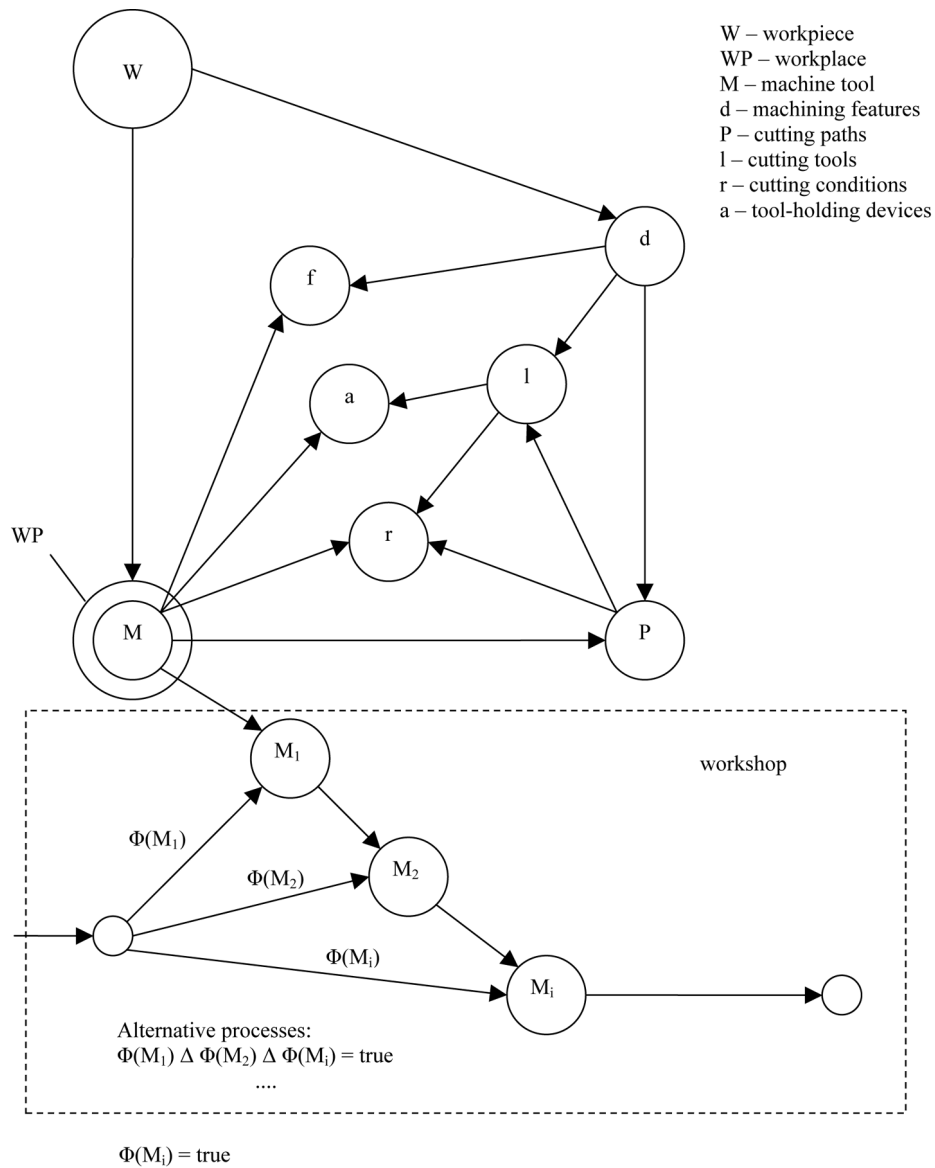 W – workpiece
WP – workplace
M – machine tool
d – machining features
P – cutting paths
l – cutting tools
r – cutting conditions
a – tool-holding devices
W
d
f
l
a
r
WP
M
P
M₁
workshop
Φ(M₁)
M₂
Φ(M₂)
Φ(Mᵢ)
Mᵢ
Alternative processes:
Φ(M₁) Δ Φ(M₂) Δ Φ(Mᵢ) = true
....
Φ(Mᵢ) = true